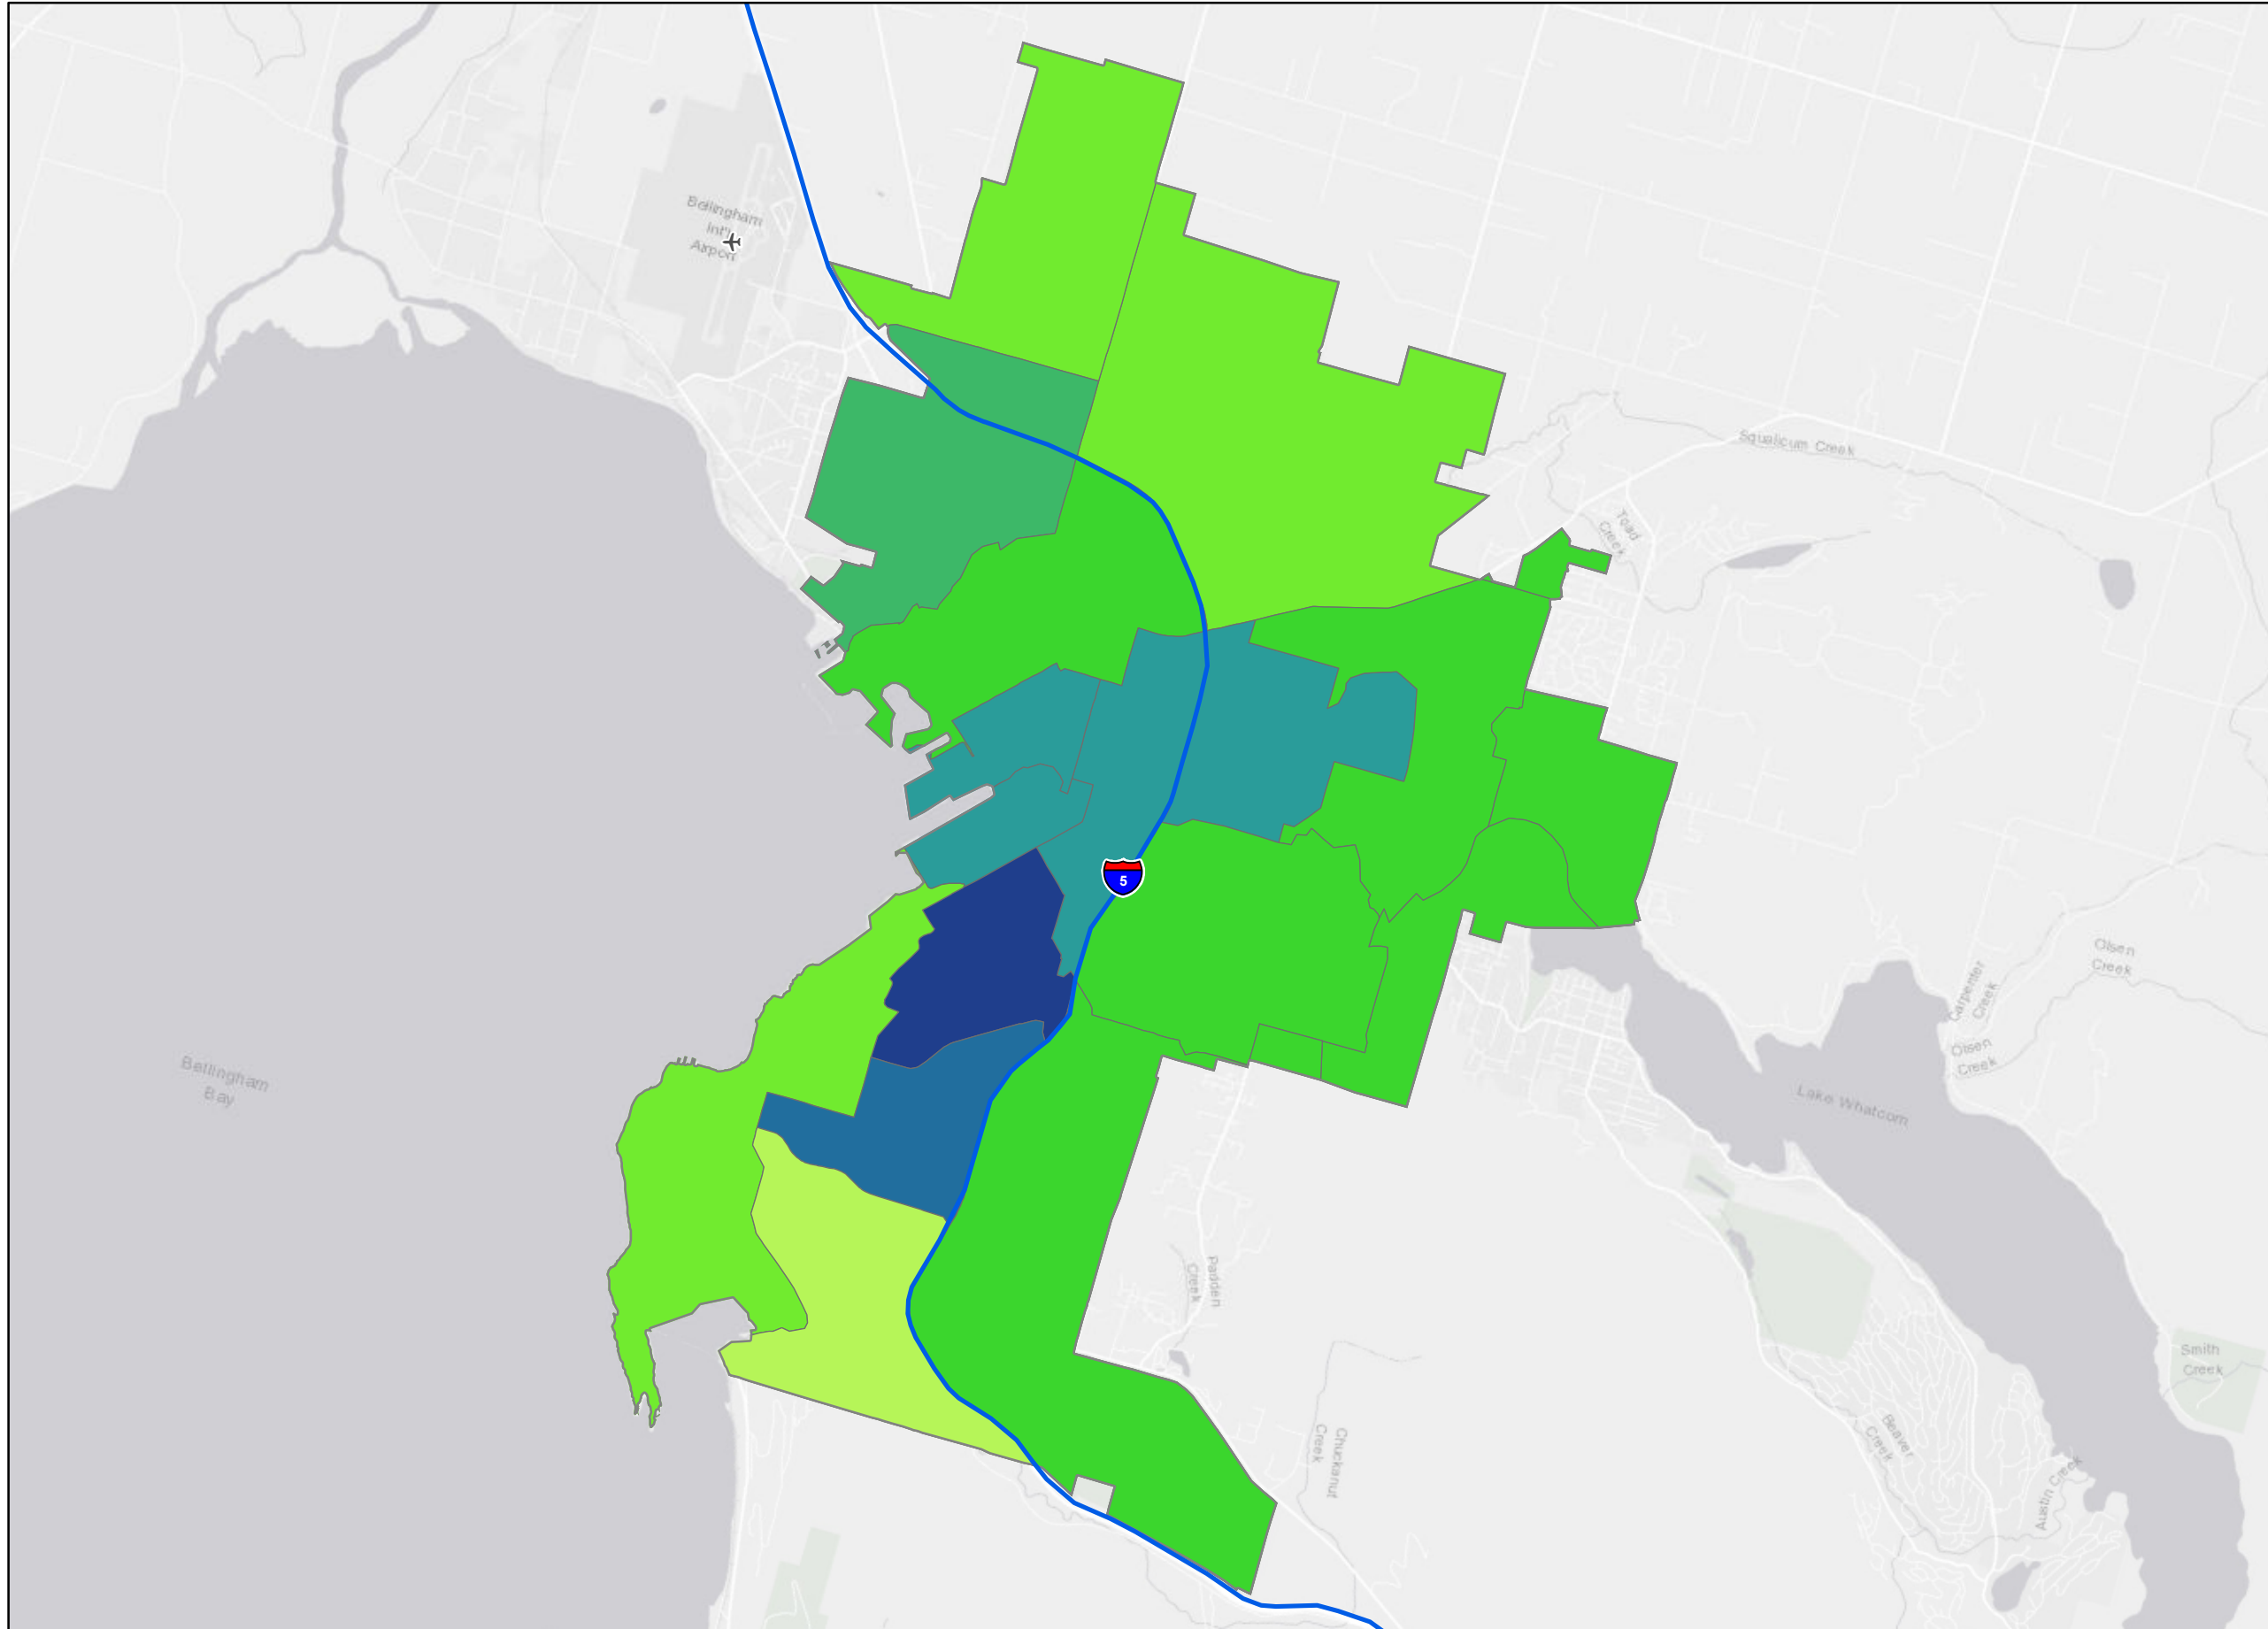 Bellingham
Int'l
Airport
Squalicum Creek
Toad
Creek
5
Olsen
Creek
Carpenter
Creek
Olsen
Creek
Bellingham
Bay
Lake Whatcom
Padden
Creek
Smith
Creek
Chuckanut
Creek
Beaver
Creek
Austin Creek